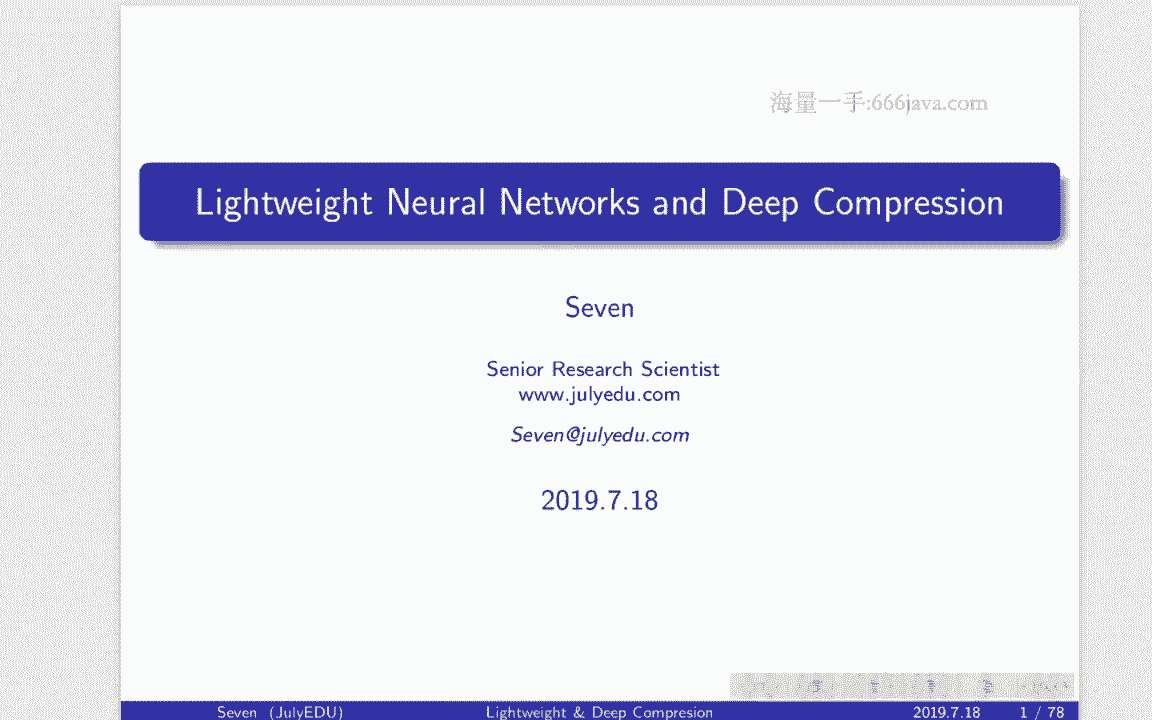 海量一手:666java.com
Lightweight Neural Networks and Deep Compression
Seven
Senior Research Scientist
www.julyedu.com
Seven@julyedu.com
2019.7.18
Seven (JulyEDU) Lightweight & Deep Compresion 2019.7.18 1 / 78